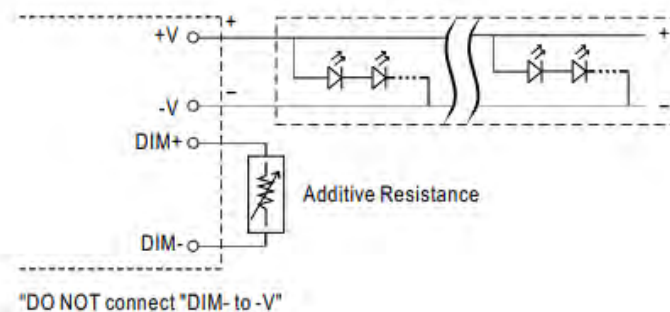 +V
+
+
-V
−
−
DIM+
Additive Resistance
DIM-
"DO NOT connect "DIM- to -V"